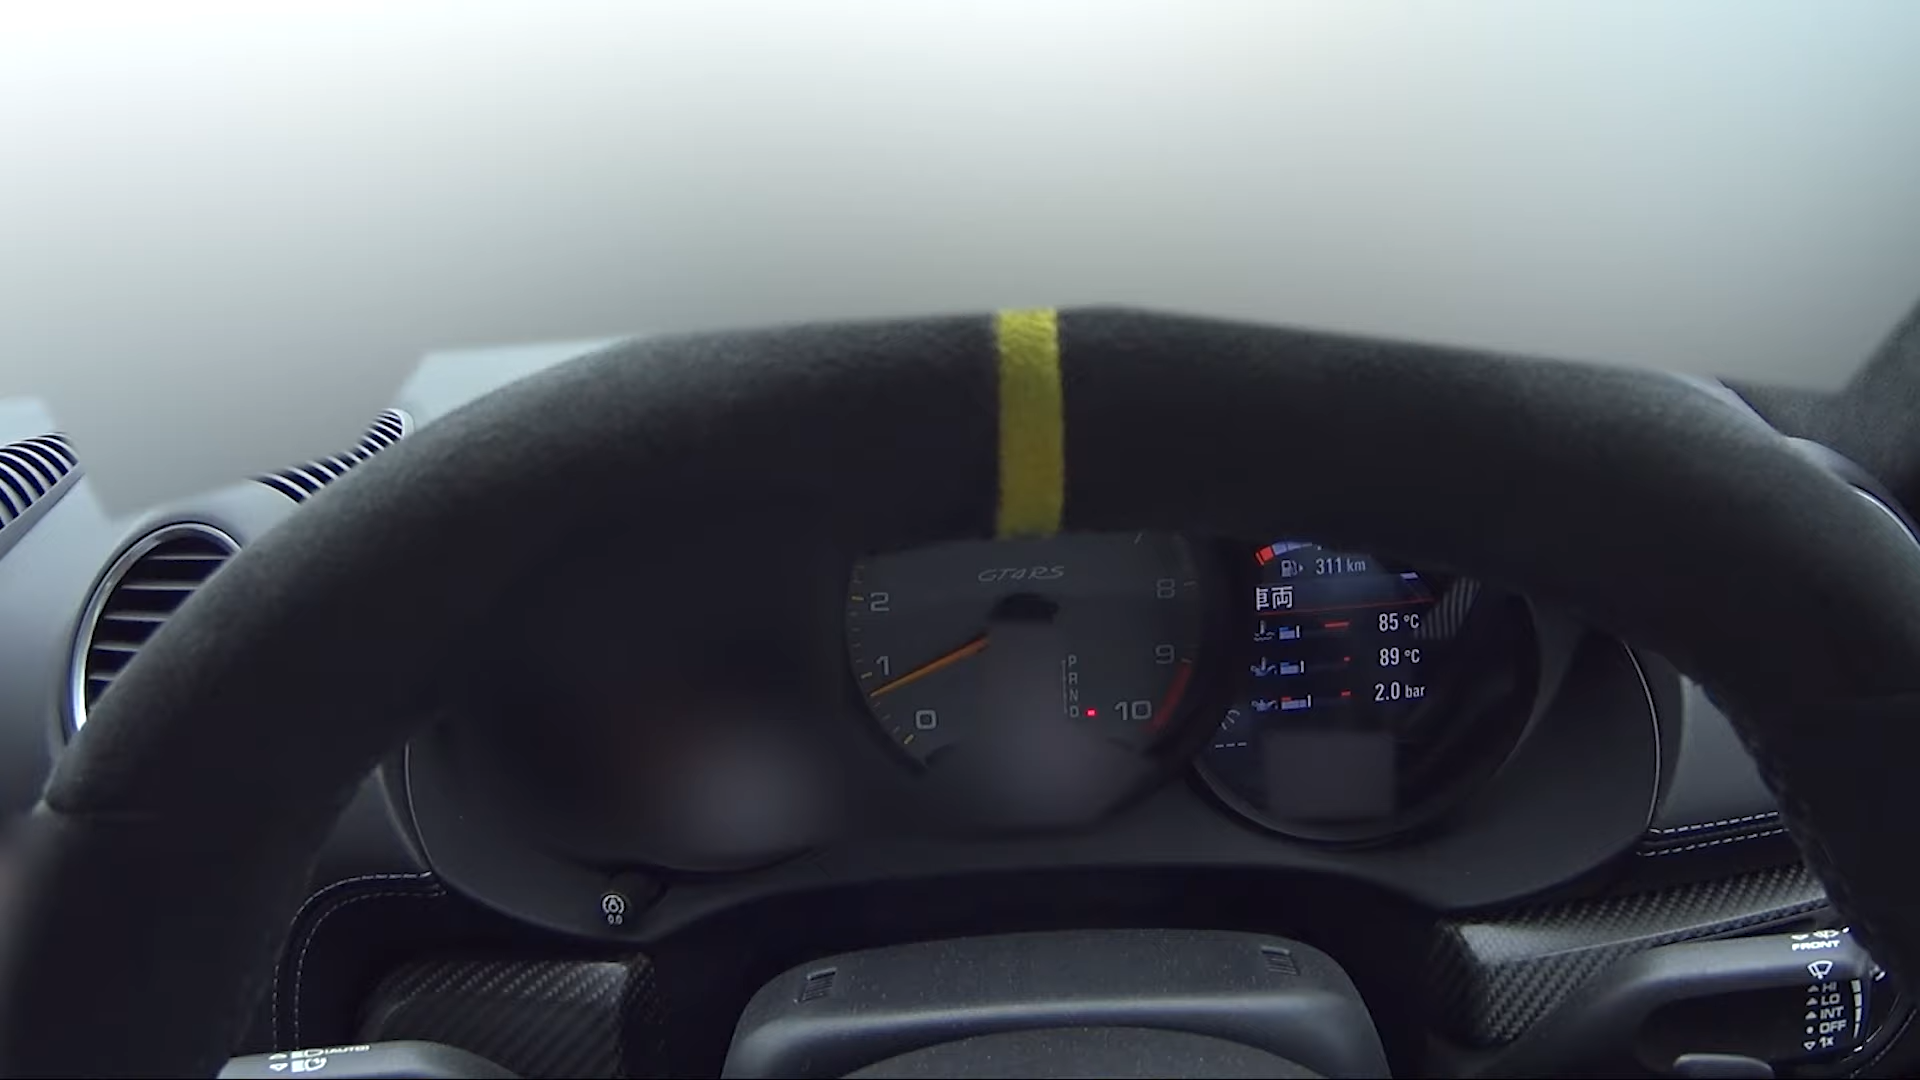 GT4RS
2
1
0
8
9
10
P
R
N
D
311 km
車両
85 °C
89 °C
2.0 bar
---
AUTO
FRONT
HI
LO
INT
OFF
1x